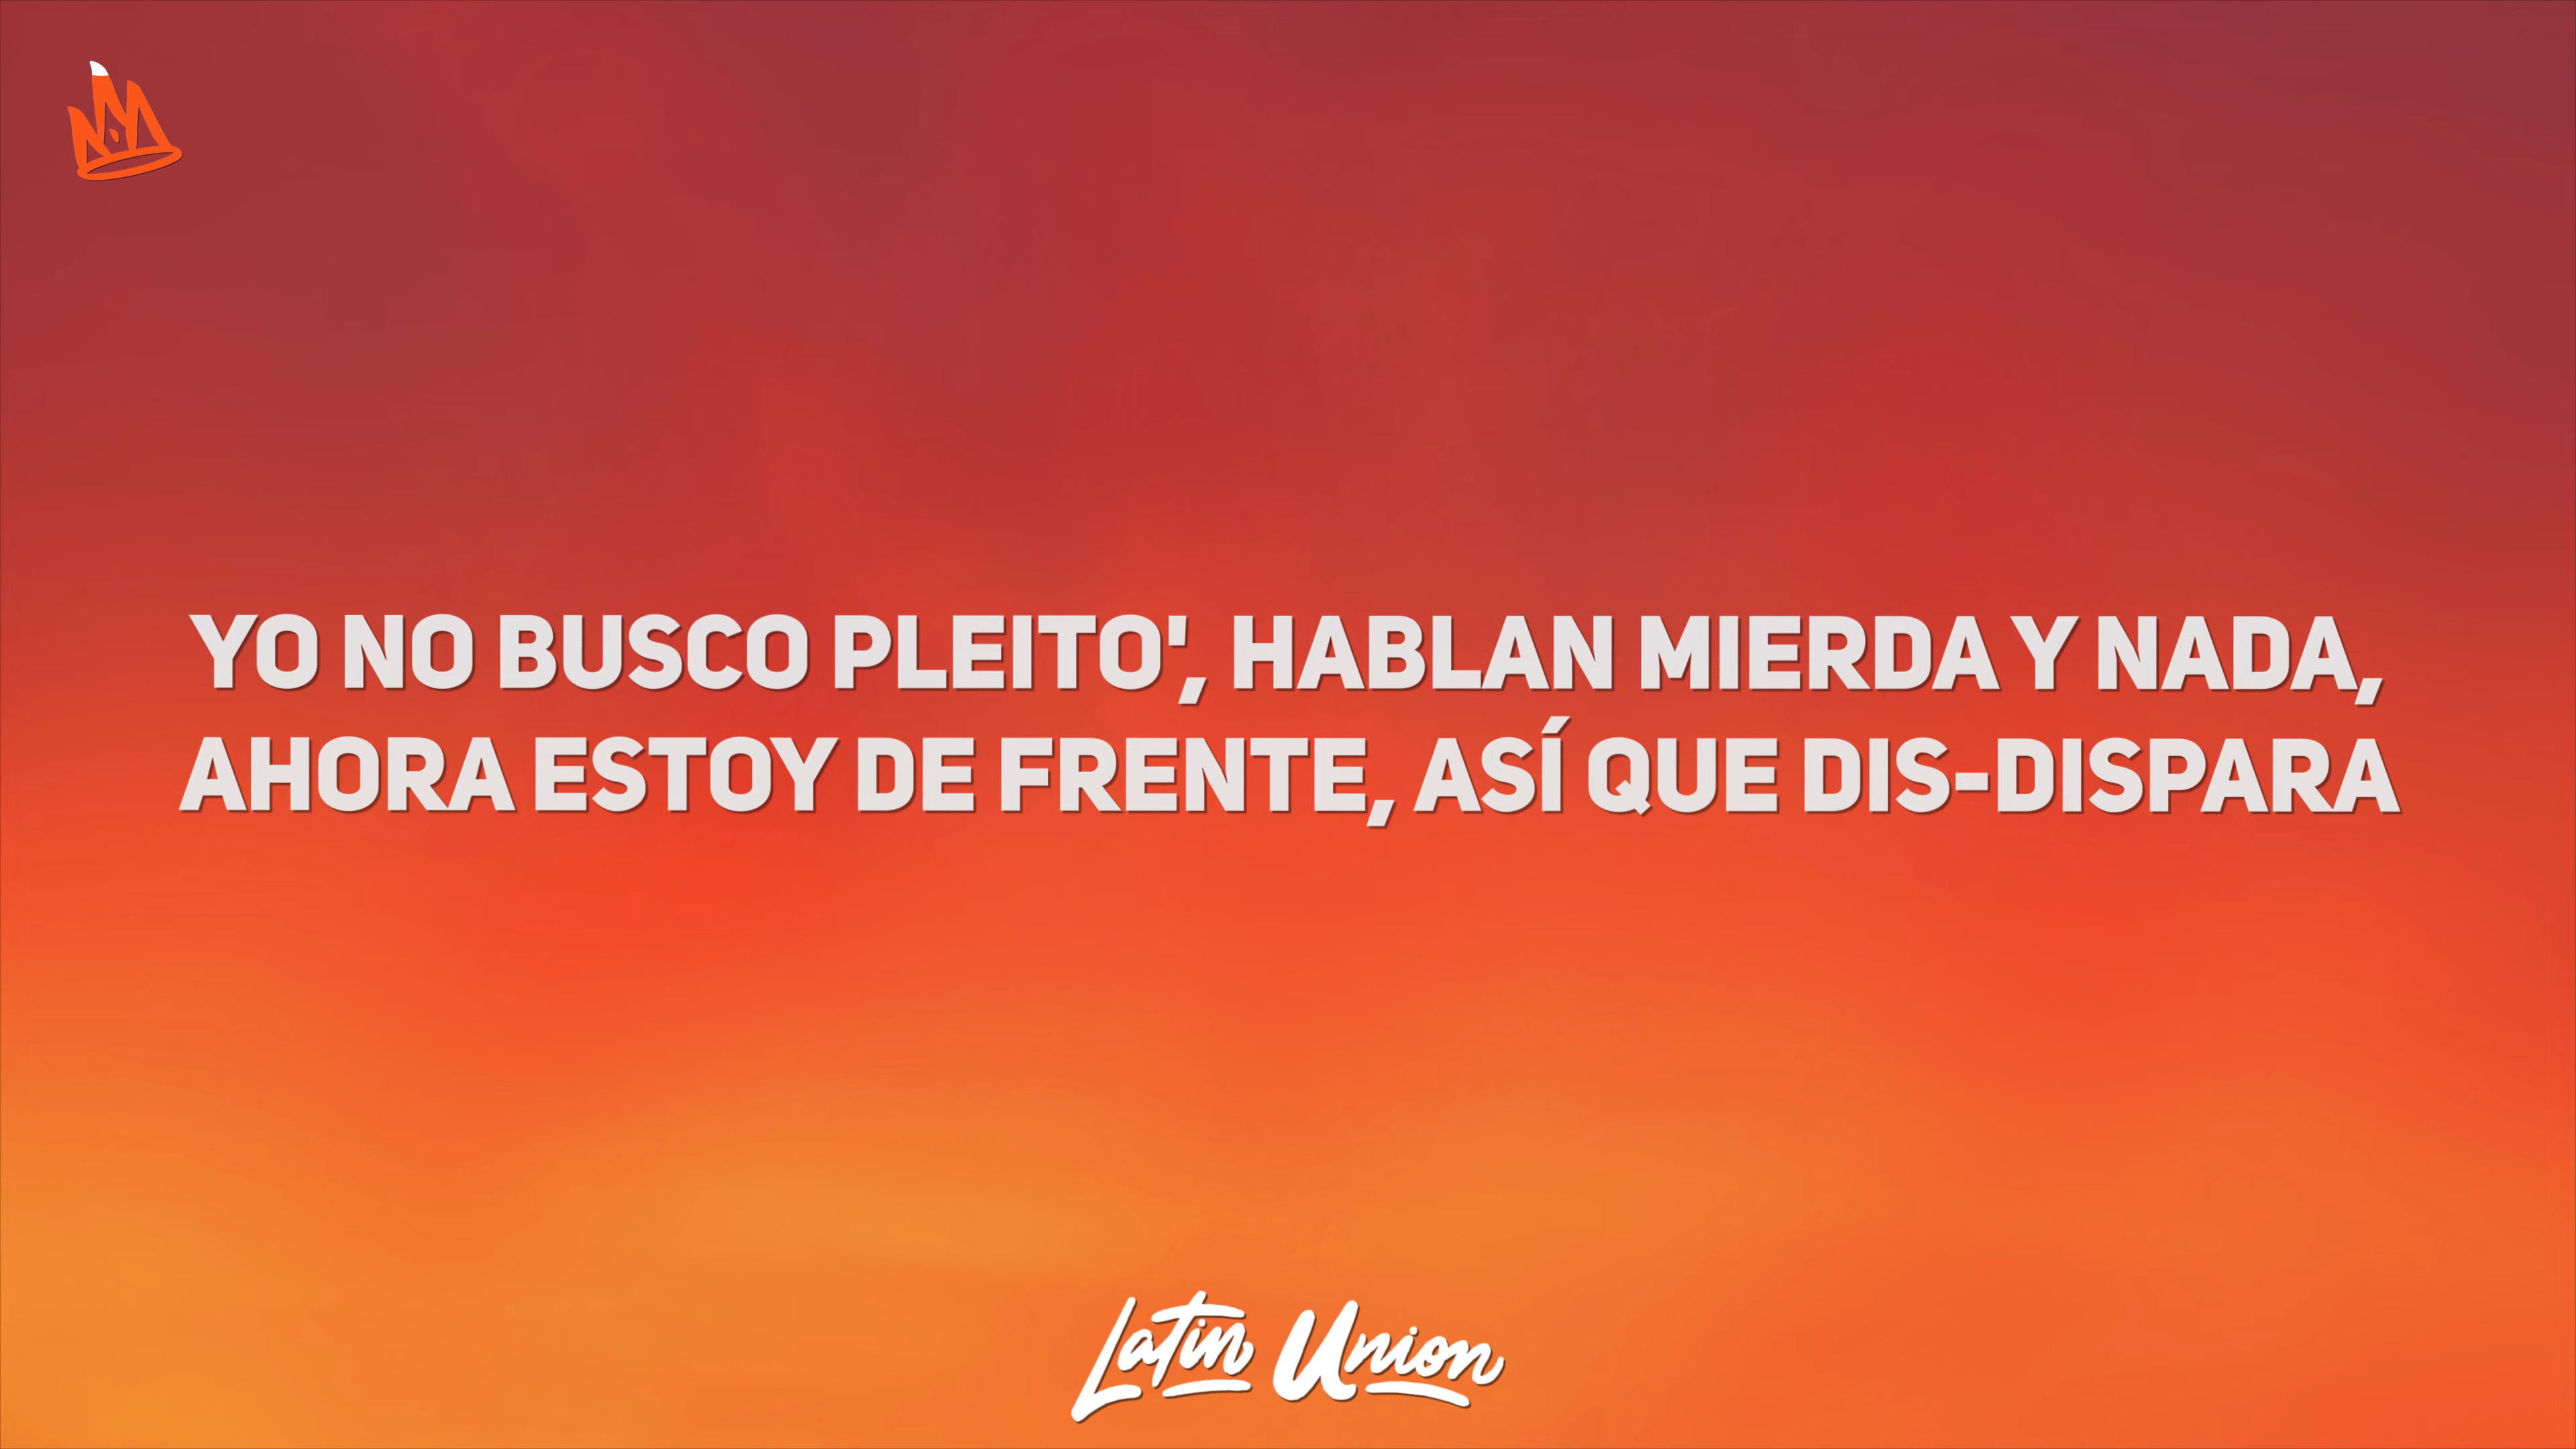 YO NO BUSCO PLEITO', HABLAN MIERDA Y NADA,
AHORA ESTOY DE FRENTE, ASÍ QUE DIS-DISPARA
Latin Union